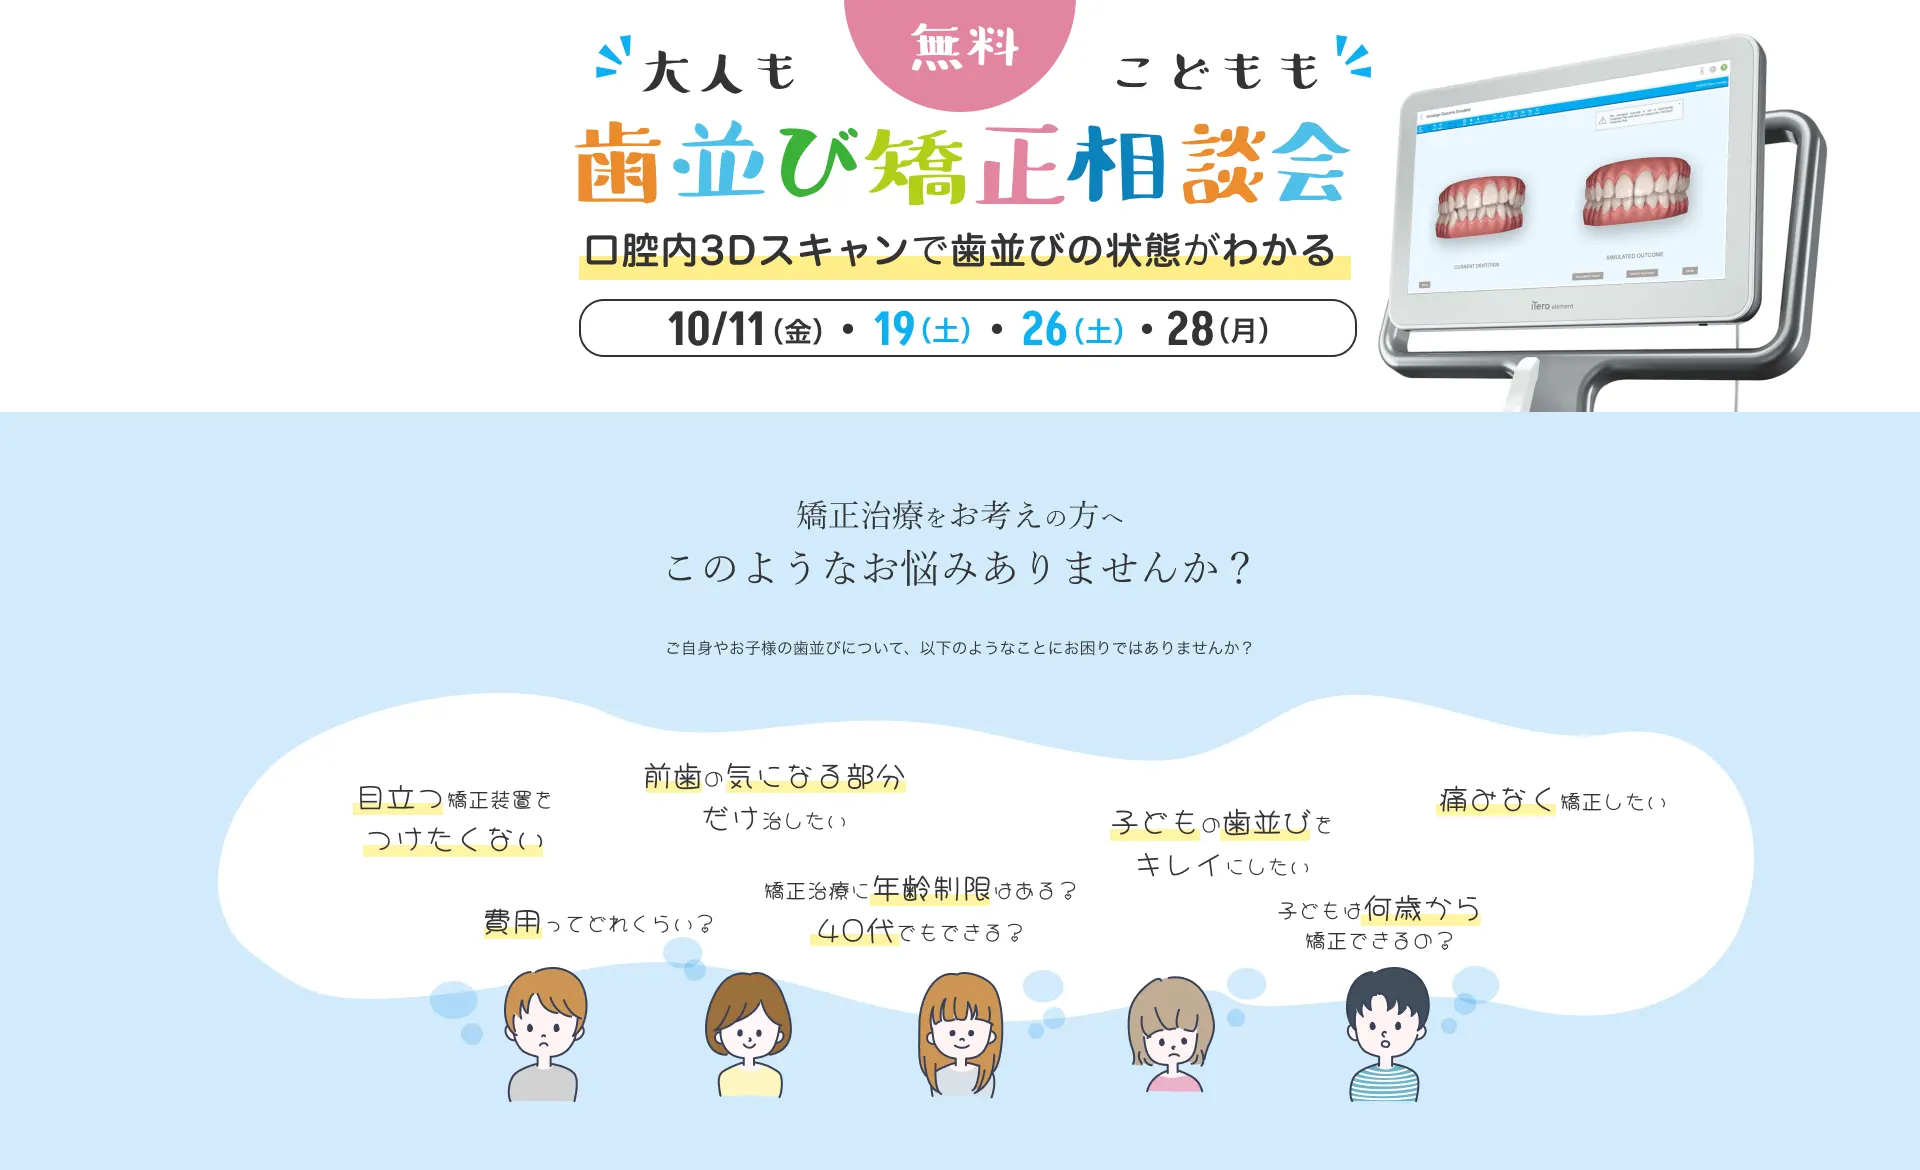 無料
大人も こどもも
歯並び矯正相談会
口腔内3Dスキャンで歯並びの状態がわかる
10/11(金)・19(土)・26(土)・28(月)
CURRENT DENTITION
SIMULATED OUTCOME
iTero element
矯正治療をお考えの方へ
このようなお悩みありませんか？
ご自身やお子様の歯並びについて、以下のようなことにお困りではありませんか？
目立つ矯正装置を
つけたくない
前歯の気になる部分
だけ治したい
子どもの歯並びを
キレイにしたい
痛みなく矯正したい
費用ってどれくらい？
矯正治療に年齢制限はある？
40代でもできる？
子どもは何歳から
矯正できるの？